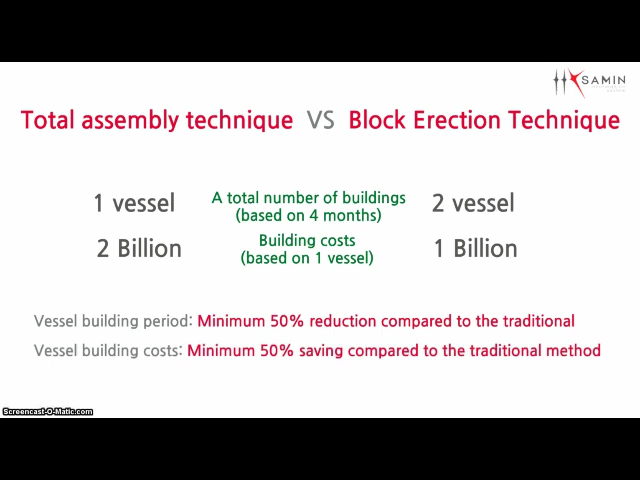 SAMIN
Total assembly technique VS Block Erection Technique
1 vessel A total number of buildings (based on 4 months) 2 vessel
2 Billion Building costs (based on 1 vessel) 1 Billion
Vessel building period: Minimum 50% reduction compared to the traditional
Vessel building costs: Minimum 50% saving compared to the traditional method
Screencast-O-Matic.com